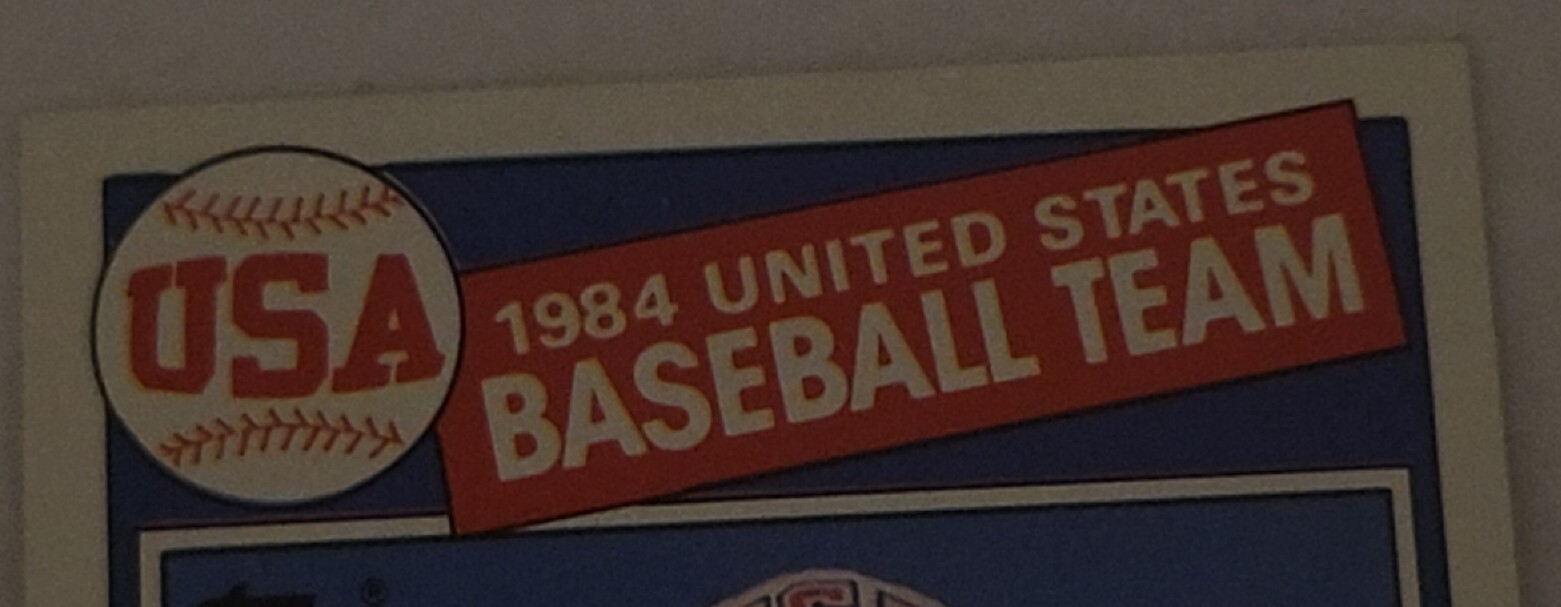 USA
1984 UNITED STATES
BASEBALL TEAM
®